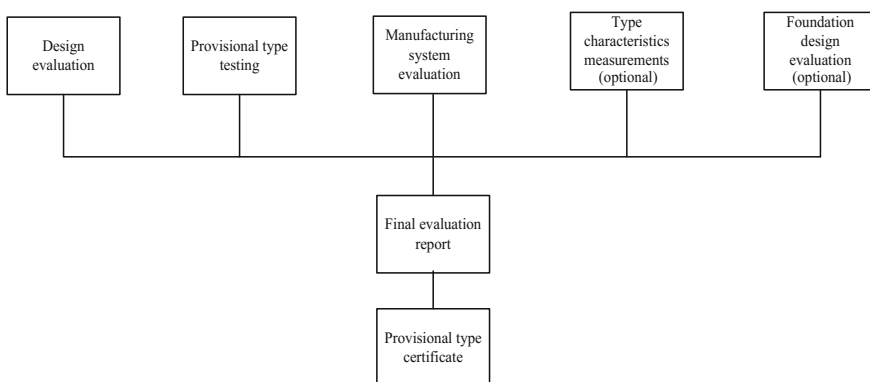 Design
evaluation
Provisional type
testing
Manufacturing
system
evaluation
Type
characteristics
measurements
(optional)
Foundation
design
evaluation
(optional)
Final evaluation
report
Provisional type
certificate